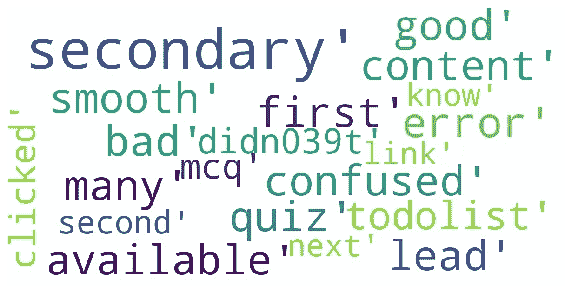 secondary' good'
content'
smooth' first' know'
error'
bad' didn039t' link'
mcq'
many' confused'
clicked'
second' quiz' todolist'
available' next' lead'